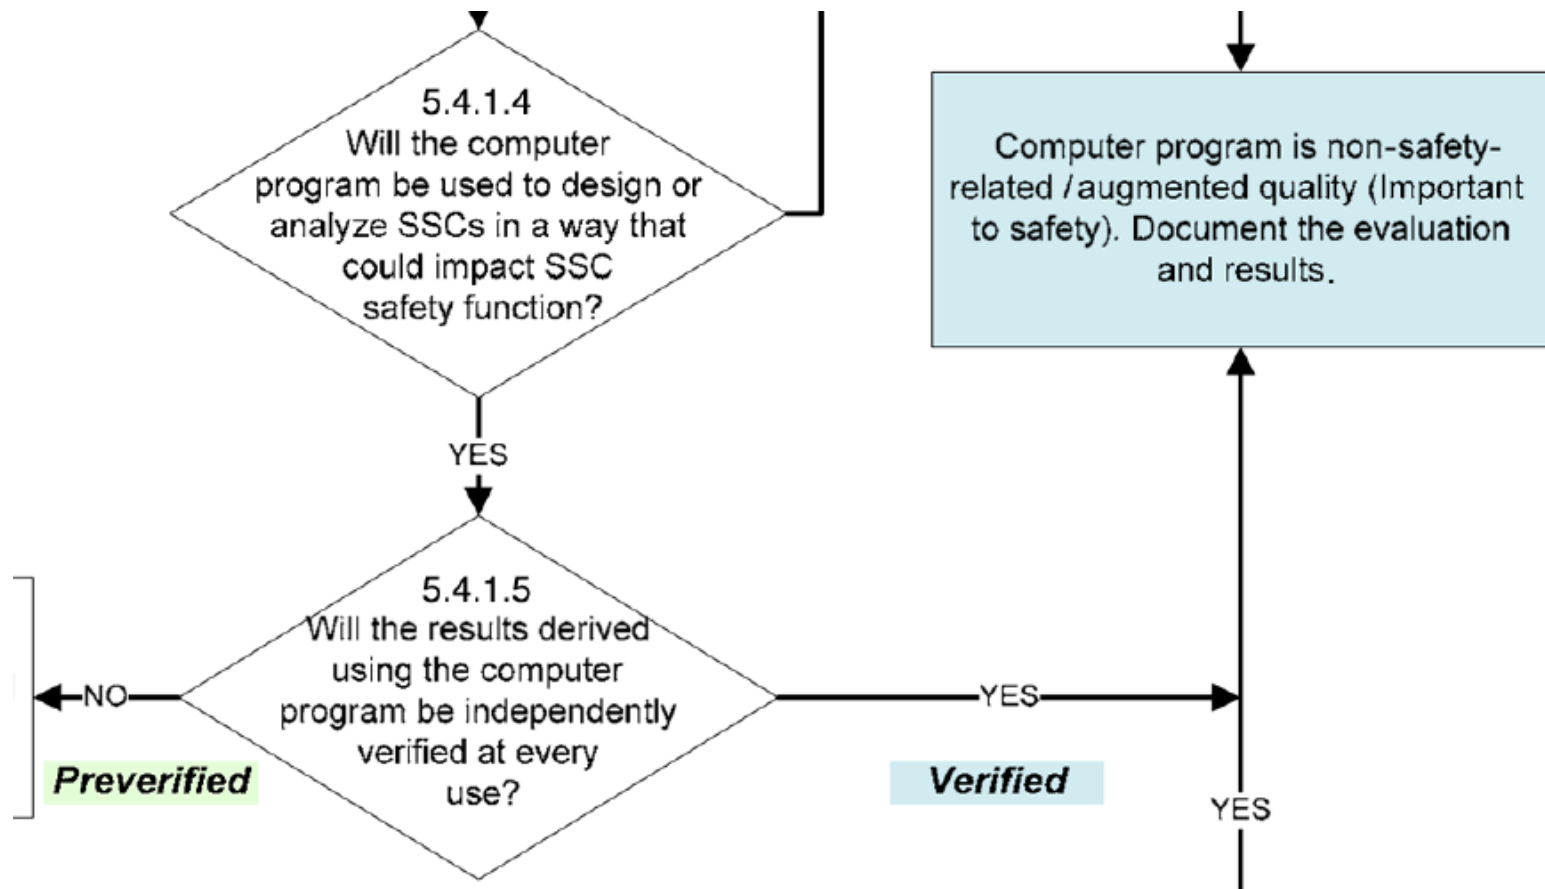 5.4.1.4
Will the computer
program be used to design or
analyze SSCs in a way that
could impact SSC
safety function?
Computer program is non-safety-
related /augmented quality (Important
to safety). Document the evaluation
and results.
YES
5.4.1.5
Will the results derived
using the computer
program be independently
verified at every
use?
NO
YES
Preverified
Verified
YES